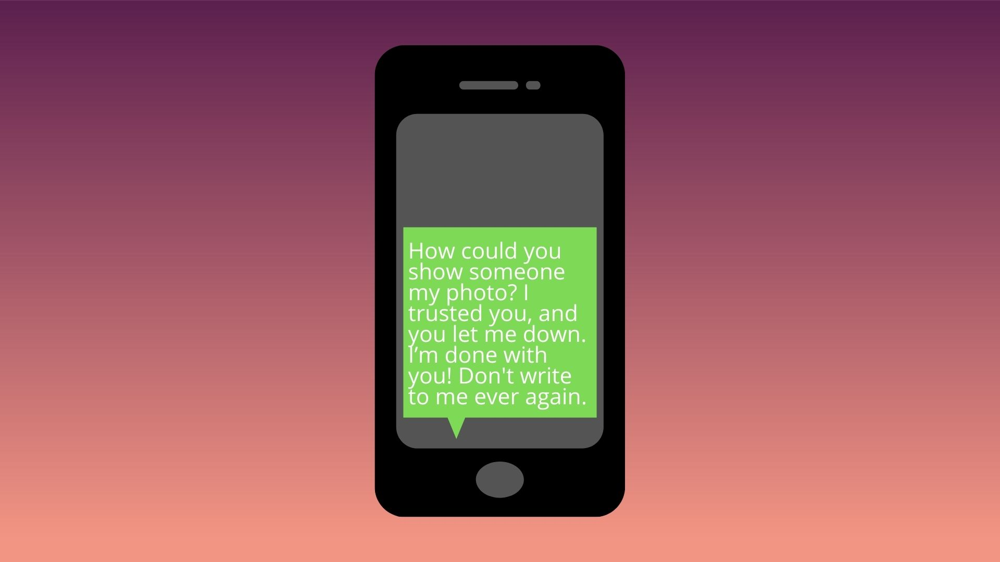 How could you
show someone
my photo? I
trusted you, and
you let me down.
I’m done with
you! Don't write
to me ever again.